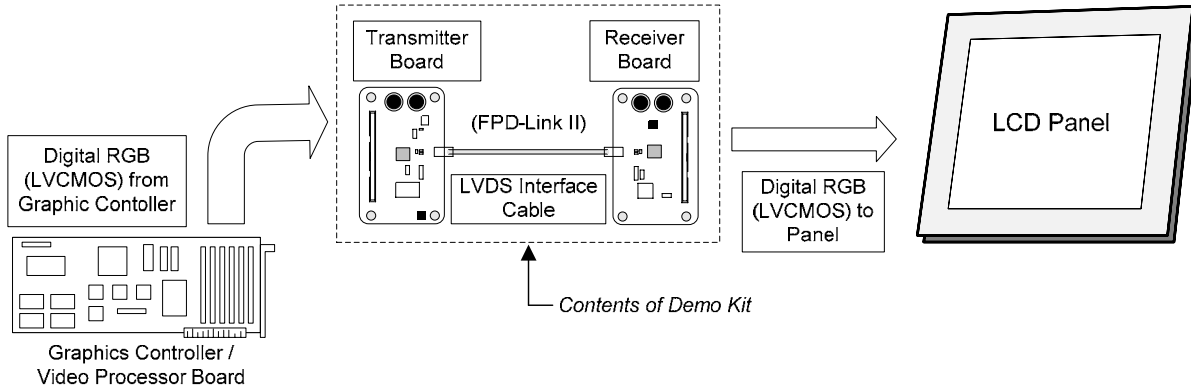 Digital RGB
(LVCMOS) from
Graphic Contoller
Graphics Controller /
Video Processor Board
Transmitter
Board
Receiver
Board
(FPD-Link II)
LVDS Interface
Cable
Contents of Demo Kit
Digital RGB
(LVCMOS) to
Panel
LCD Panel